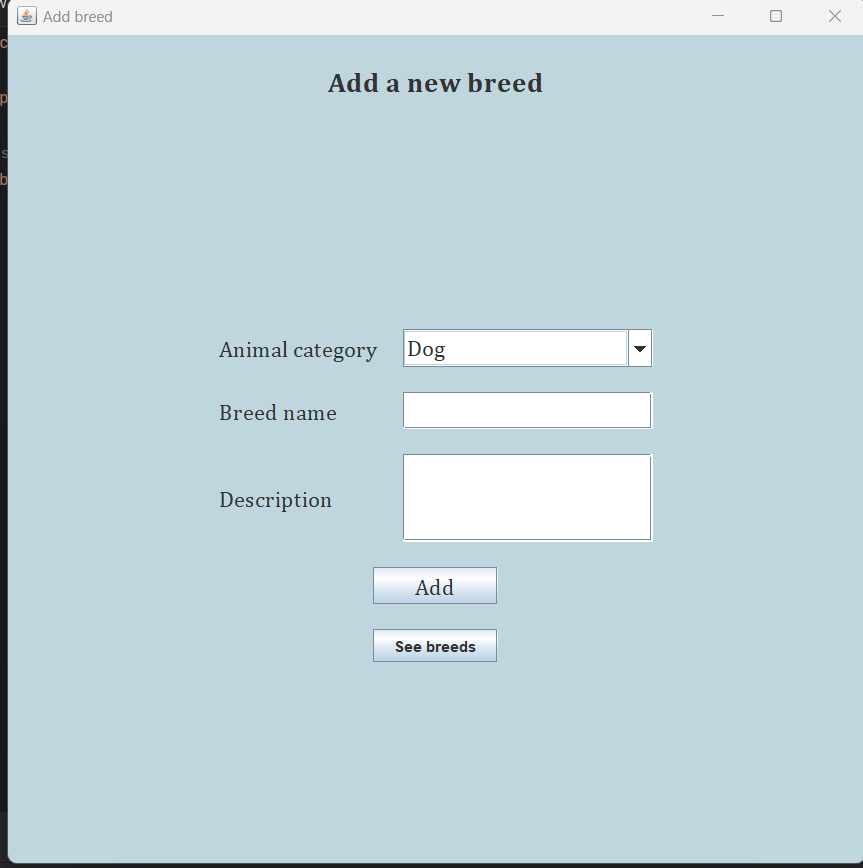 Add breed
Add a new breed
Animal category Dog
Breed name
Description
Add
See breeds